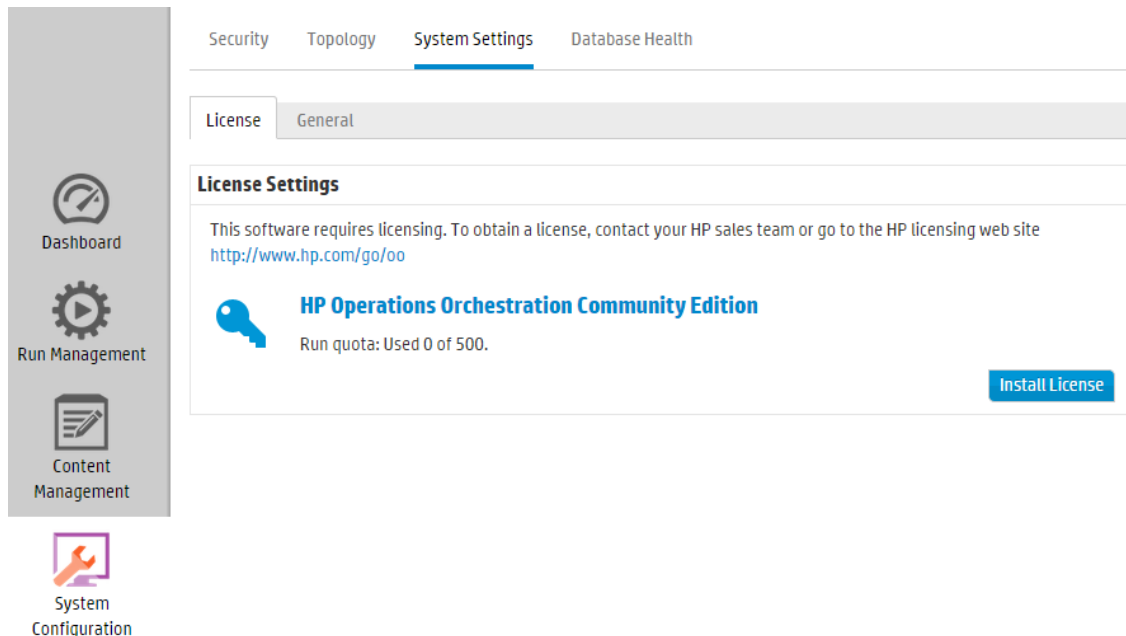 Security Topology System Settings Database Health
License General
License Settings
This software requires licensing. To obtain a license, contact your HP sales team or go to the HP licensing web site
http://www.hp.com/go/oo
HP Operations Orchestration Community Edition
Run quota: Used 0 of 500.
Install License
Dashboard
Run Management
Content
Management
System
Configuration